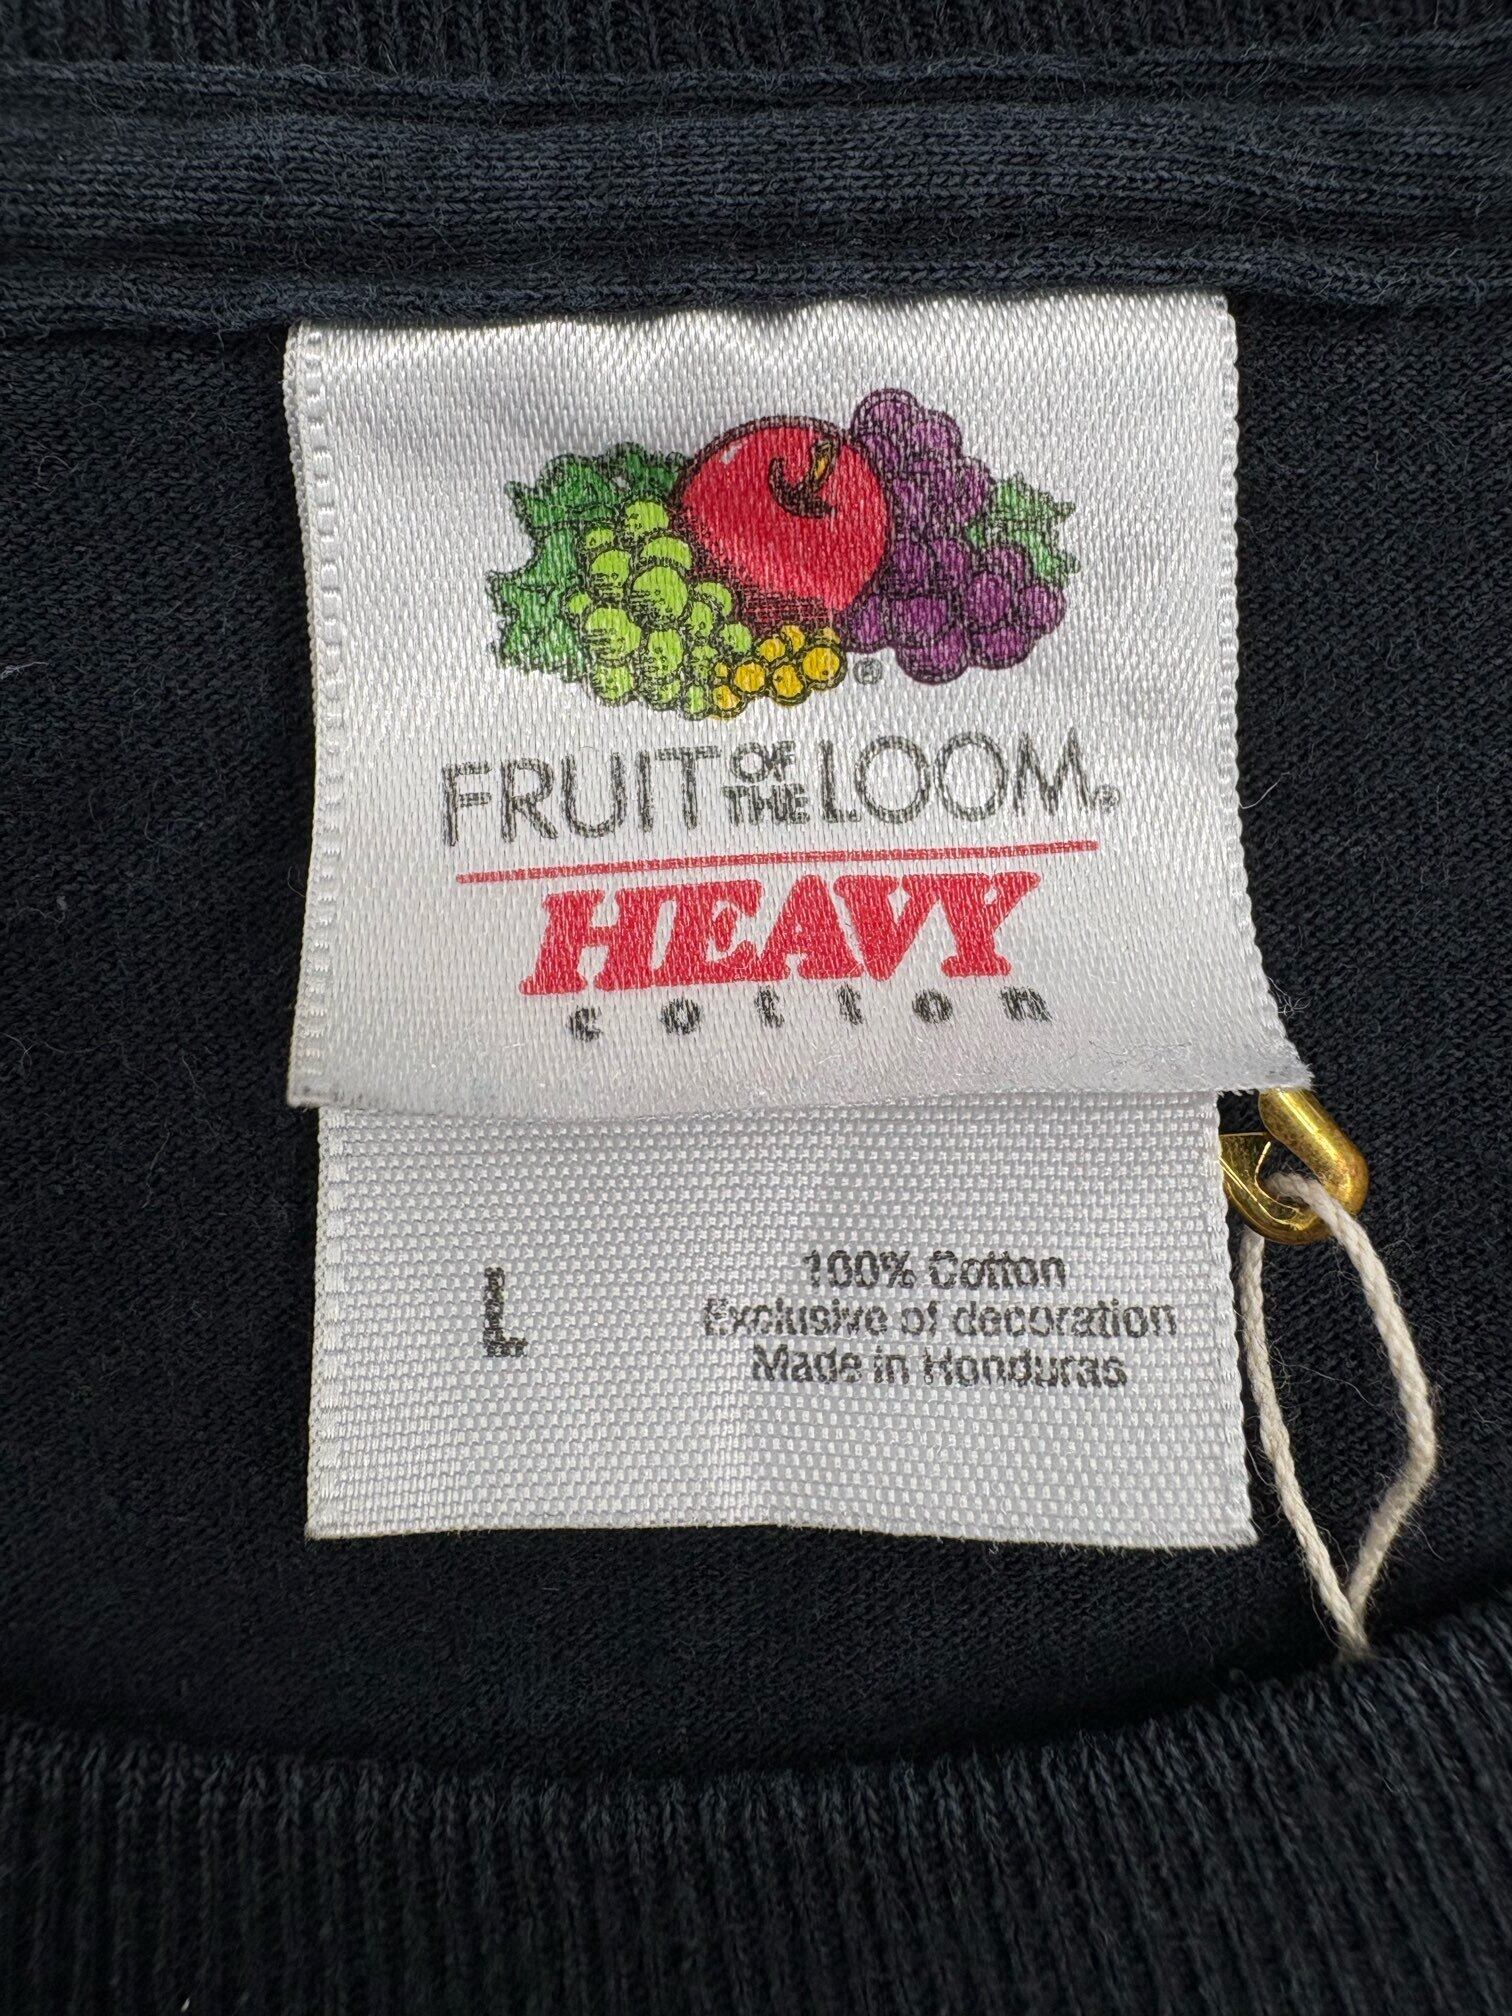 ®
FRUIT OF THE LOOM®
HEAVY
cotton
L
100% Cotton
Exclusive of decoration
Made in Honduras